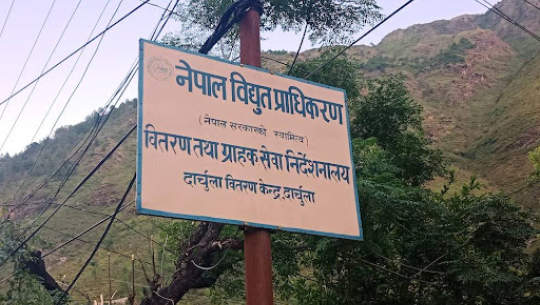 नेपाल विद्युत प्राधिकरण
(नेपाल सरकारको स्वामित्व)
वितरण तथा ग्राहक सेवा निर्देशनालय
दार्चुला वितरण केन्द्र,दार्चुला